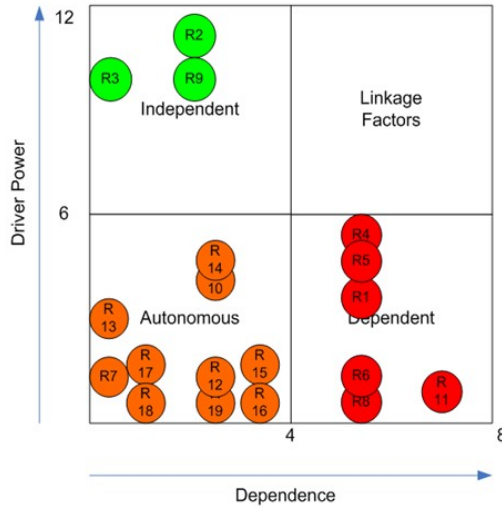 12
R2
R3
R9
Independent
Linkage
Factors
Driver Power
6
R4
R
14
R5
10
R1
R
13
Autonomous
Dependent
R
17
R
15
R7
R
12
R6
R
18
19
R
16
R8
R
11
4
8
Dependence